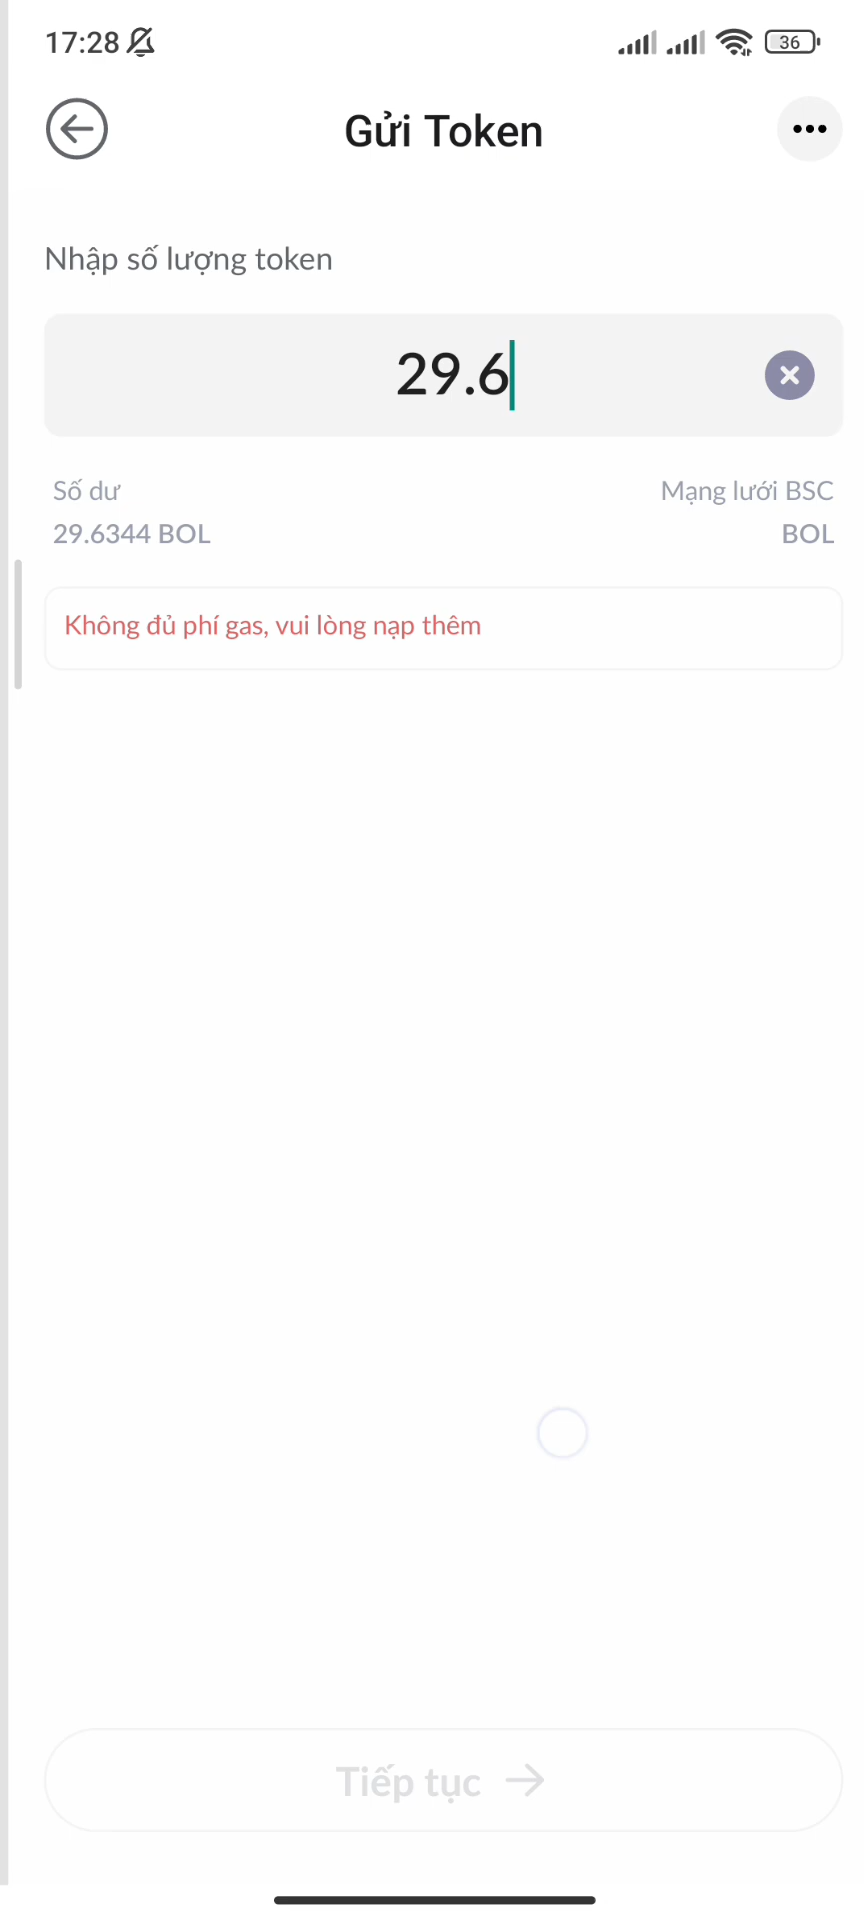 17:28
36
Gửi Token
Nhập số lượng token
29.6
Số dư
Mạng lưới BSC
29.6344 BOL
BOL
Không đủ phí gas, vui lòng nạp thêm
Tiếp tục